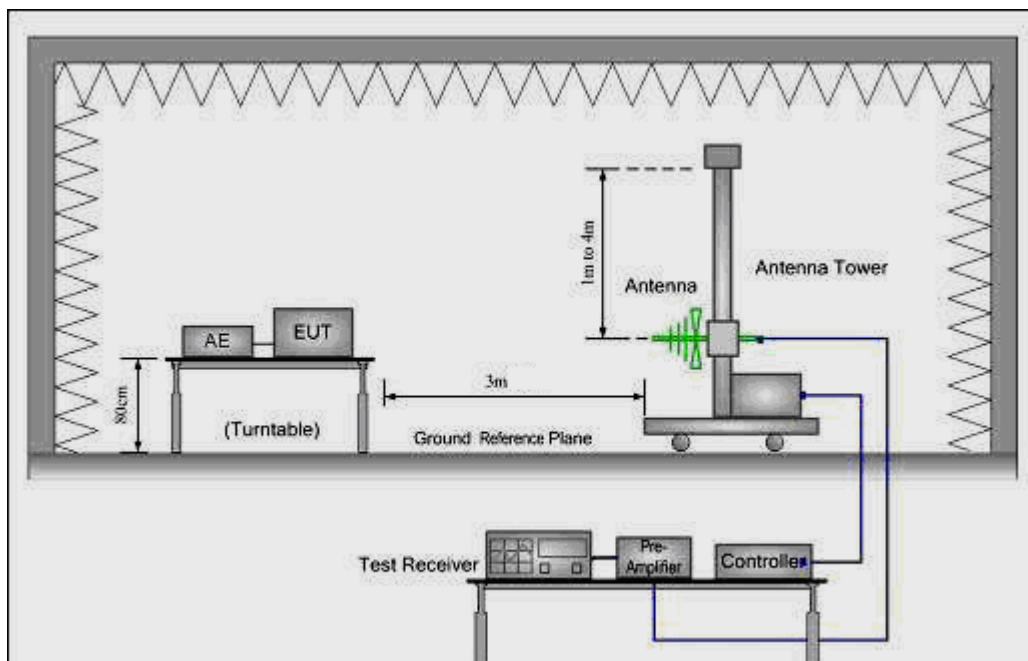 1m to 4m
Antenna
Antenna Tower
AE
EUT
80cm
3m
(Turntable)
Ground Reference Plane
Test Receiver
Pre-
Amplifier
Controller